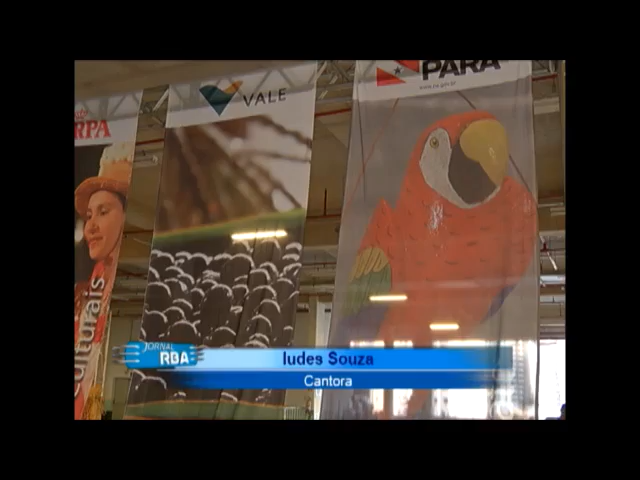 PARÁ
VALE
RPA
culturais
JORNAL
RBA
Iudes Souza
Cantora